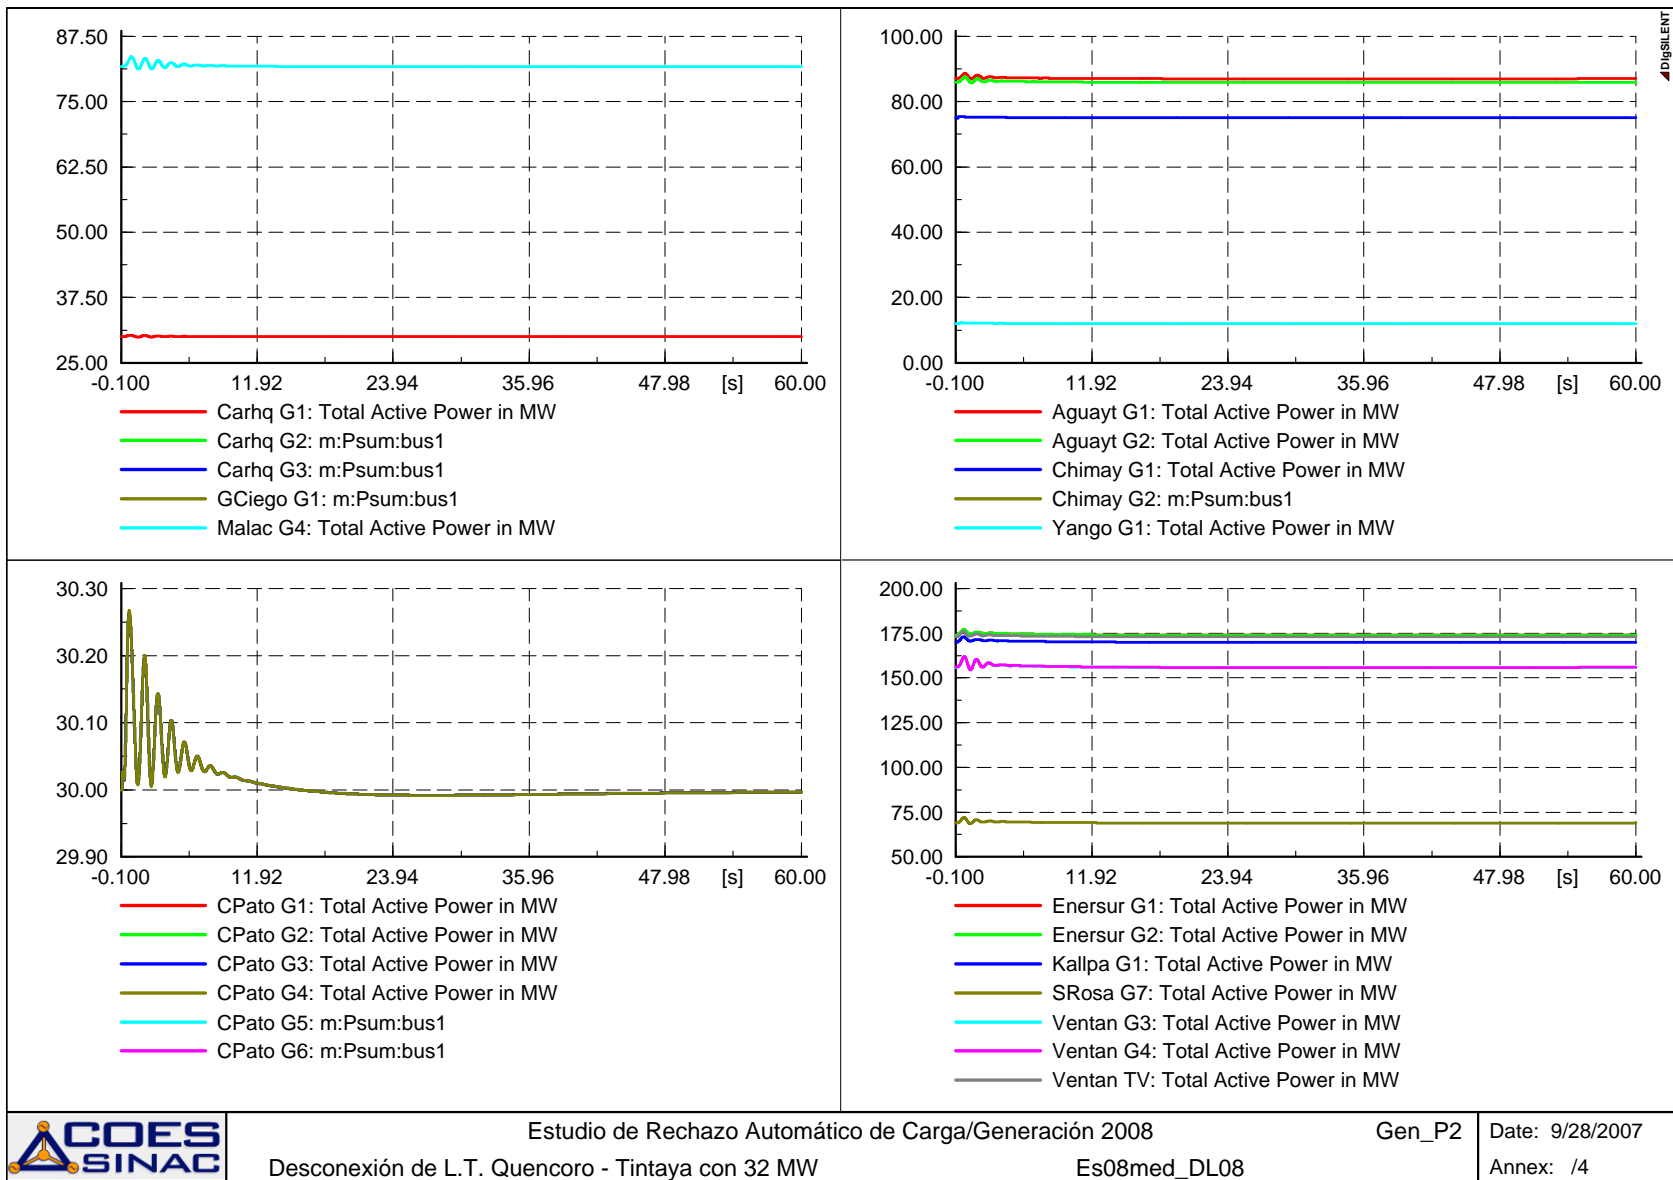 87.50
75.00
62.50
50.00
37.50
25.00
-0.100 11.92 23.94 35.96 47.98 [s] 60.00
Carhq G1: Total Active Power in MW
Carhq G2: m:Psum:bus1
Carhq G3: m:Psum:bus1
GCiego G1: m:Psum:bus1
Malac G4: Total Active Power in MW
DIgSILENT
100.00
80.00
60.00
40.00
20.00
0.00
-0.100 11.92 23.94 35.96 47.98 [s] 60.00
Aguayt G1: Total Active Power in MW
Aguayt G2: Total Active Power in MW
Chimay G1: Total Active Power in MW
Chimay G2: m:Psum:bus1
Yango G1: Total Active Power in MW
30.30
30.20
30.10
30.00
29.90
-0.100 11.92 23.94 35.96 47.98 [s] 60.00
CPato G1: Total Active Power in MW
CPato G2: Total Active Power in MW
CPato G3: Total Active Power in MW
CPato G4: Total Active Power in MW
CPato G5: m:Psum:bus1
CPato G6: m:Psum:bus1
200.00
175.00
150.00
125.00
100.00
75.00
50.00
-0.100 11.92 23.94 35.96 47.98 [s] 60.00
Enersur G1: Total Active Power in MW
Enersur G2: Total Active Power in MW
Kallpa G1: Total Active Power in MW
SRosa G7: Total Active Power in MW
Ventan G3: Total Active Power in MW
Ventan G4: Total Active Power in MW
Ventan TV: Total Active Power in MW
COES
SINAC
Estudio de Rechazo Automático de Carga/Generación 2008 Gen_P2
Desconexión de L.T. Quencoro - Tintaya con 32 MW Es08med_DL08
Date: 9/28/2007
Annex: /4